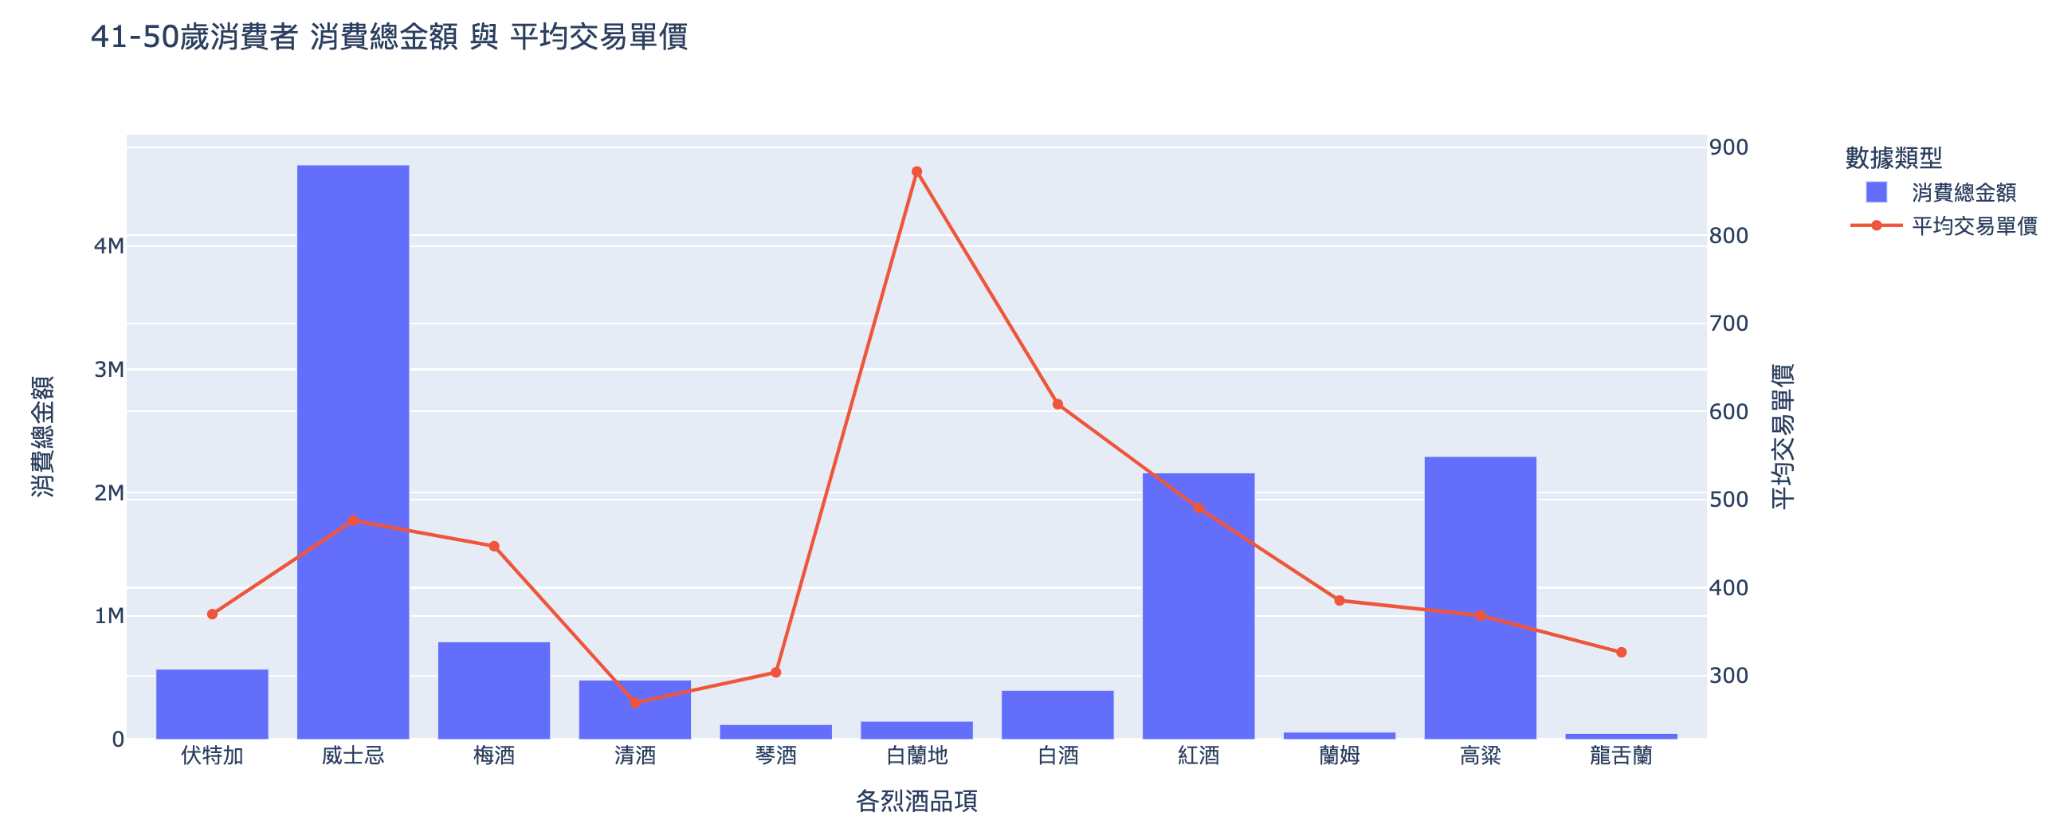 41-50歲消費者 消費總金額 與 平均交易單價
數據類型
消費總金額
平均交易單價
消費總金額
4M
3M
2M
1M
0
900
800
700
600
500
400
300
平均交易單價
伏特加 威士忌 梅酒 清酒 琴酒 白蘭地 白酒 紅酒 蘭姆 高粱 龍舌蘭
各烈酒品項